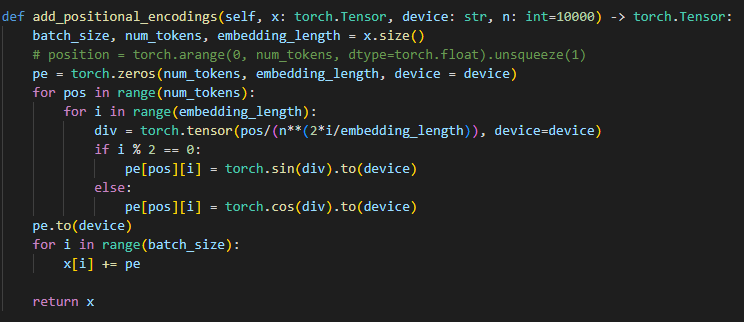 def add_positional_encodings(self, x: torch.Tensor, device: str, n: int=10000) -> torch.Tensor:
    batch_size, num_tokens, embedding_length = x.size()
    # position = torch.arange(0, num_tokens, dtype=torch.float).unsqueeze(1)
    pe = torch.zeros(num_tokens, embedding_length, device = device)
    for pos in range(num_tokens):
        for i in range(embedding_length):
            div = torch.tensor(pos/(n**(2*i/embedding_length)), device=device)
            if i % 2 == 0:
                pe[pos][i] = torch.sin(div).to(device)
            else:
                pe[pos][i] = torch.cos(div).to(device)
    pe.to(device)
    for i in range(batch_size):
        x[i] += pe

    return x